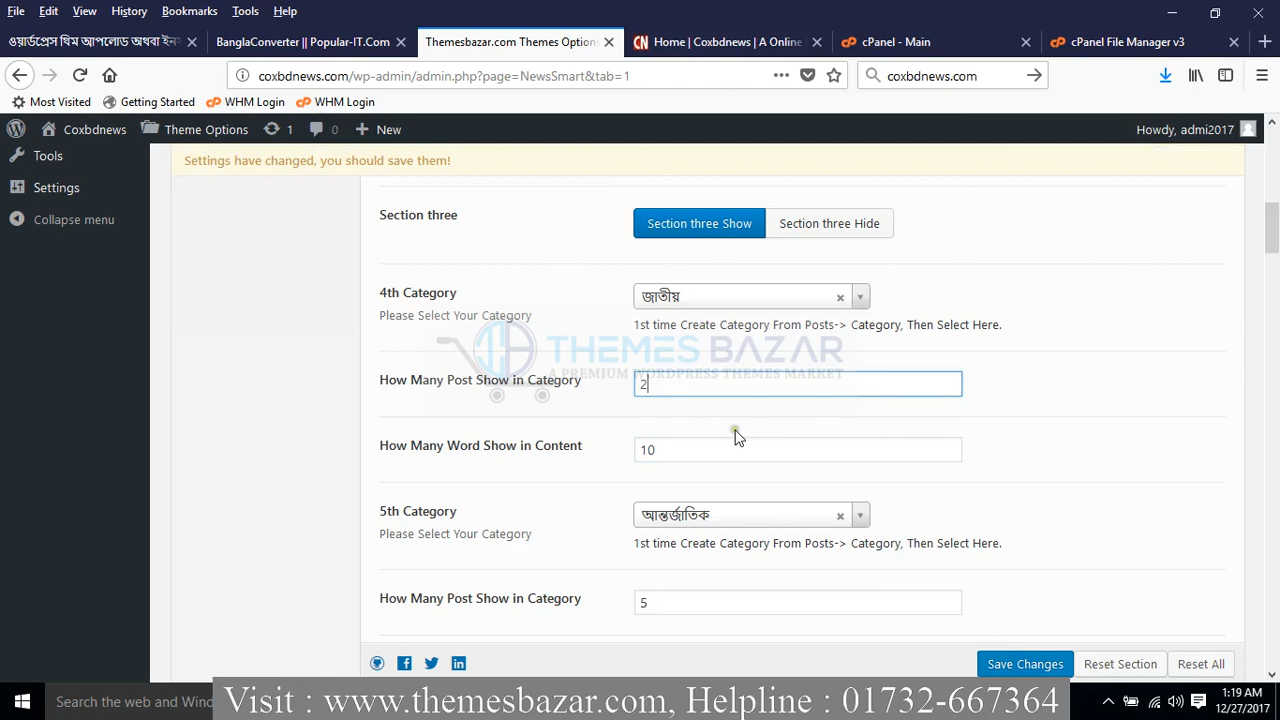 File Edit View History Bookmarks Tools Help
ওয়ার্ডপ্রেস থিম আপলোড অথবা ইন BanglaConverter || Popular-IT.Com Themesbazar.com Themes Option Home | Coxbdnews | A Online cPanel - Main cPanel File Manager v3
coxbdnews.com/wp-admin/admin.php?page=NewsSmart&tab=1 coxbdnews.com
Most Visited Getting Started WHM Login WHM Login
Coxbdnews Theme Options 1 0 New Howdy, admi2017
Tools
Settings have changed, you should save them!
Settings
Collapse menu
Section three Section three Show Section three Hide
4th Category জাতীয়
Please Select Your Category 1st time Create Category From Posts-> Category, Then Select Here.
THEMES BAZAR
A PREMIUM WORDPRESS THEMES MARKET
How Many Post Show in Category 2
How Many Word Show in Content 10
5th Category আন্তর্জাতিক
Please Select Your Category 1st time Create Category From Posts-> Category, Then Select Here.
How Many Post Show in Category 5
Save Changes Reset Section Reset All
Search the web and Wind
Visit : www.themesbazar.com, Helpline : 01732-667364
1:19 AM
12/27/2017